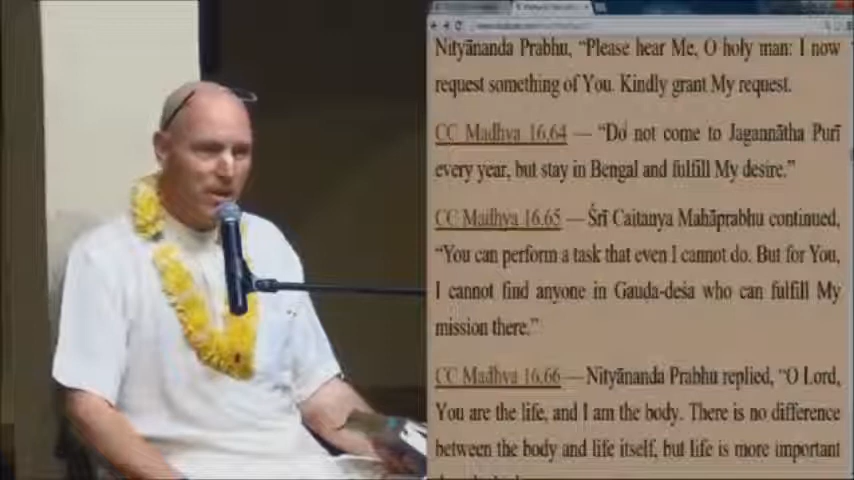 Nityānanda Prabhu, “Please hear Me, O holy man: I now
request something of You. Kindly grant My request.
CC Madhya 16.64 — “Do not come to Jagannātha Purī
every year, but stay in Bengal and fulfill My desire.”
CC Madhya 16.65 — Śrī Caitanya Mahāprabhu continued,
“You can perform a task that even I cannot do. But for You,
I cannot find anyone in Gauḍa-deśa who can fulfill My
mission there.”
CC Madhya 16.66 — Nityānanda Prabhu replied, “O Lord,
You are the life, and I am the body. There is no difference
between the body and life itself, but life is more important